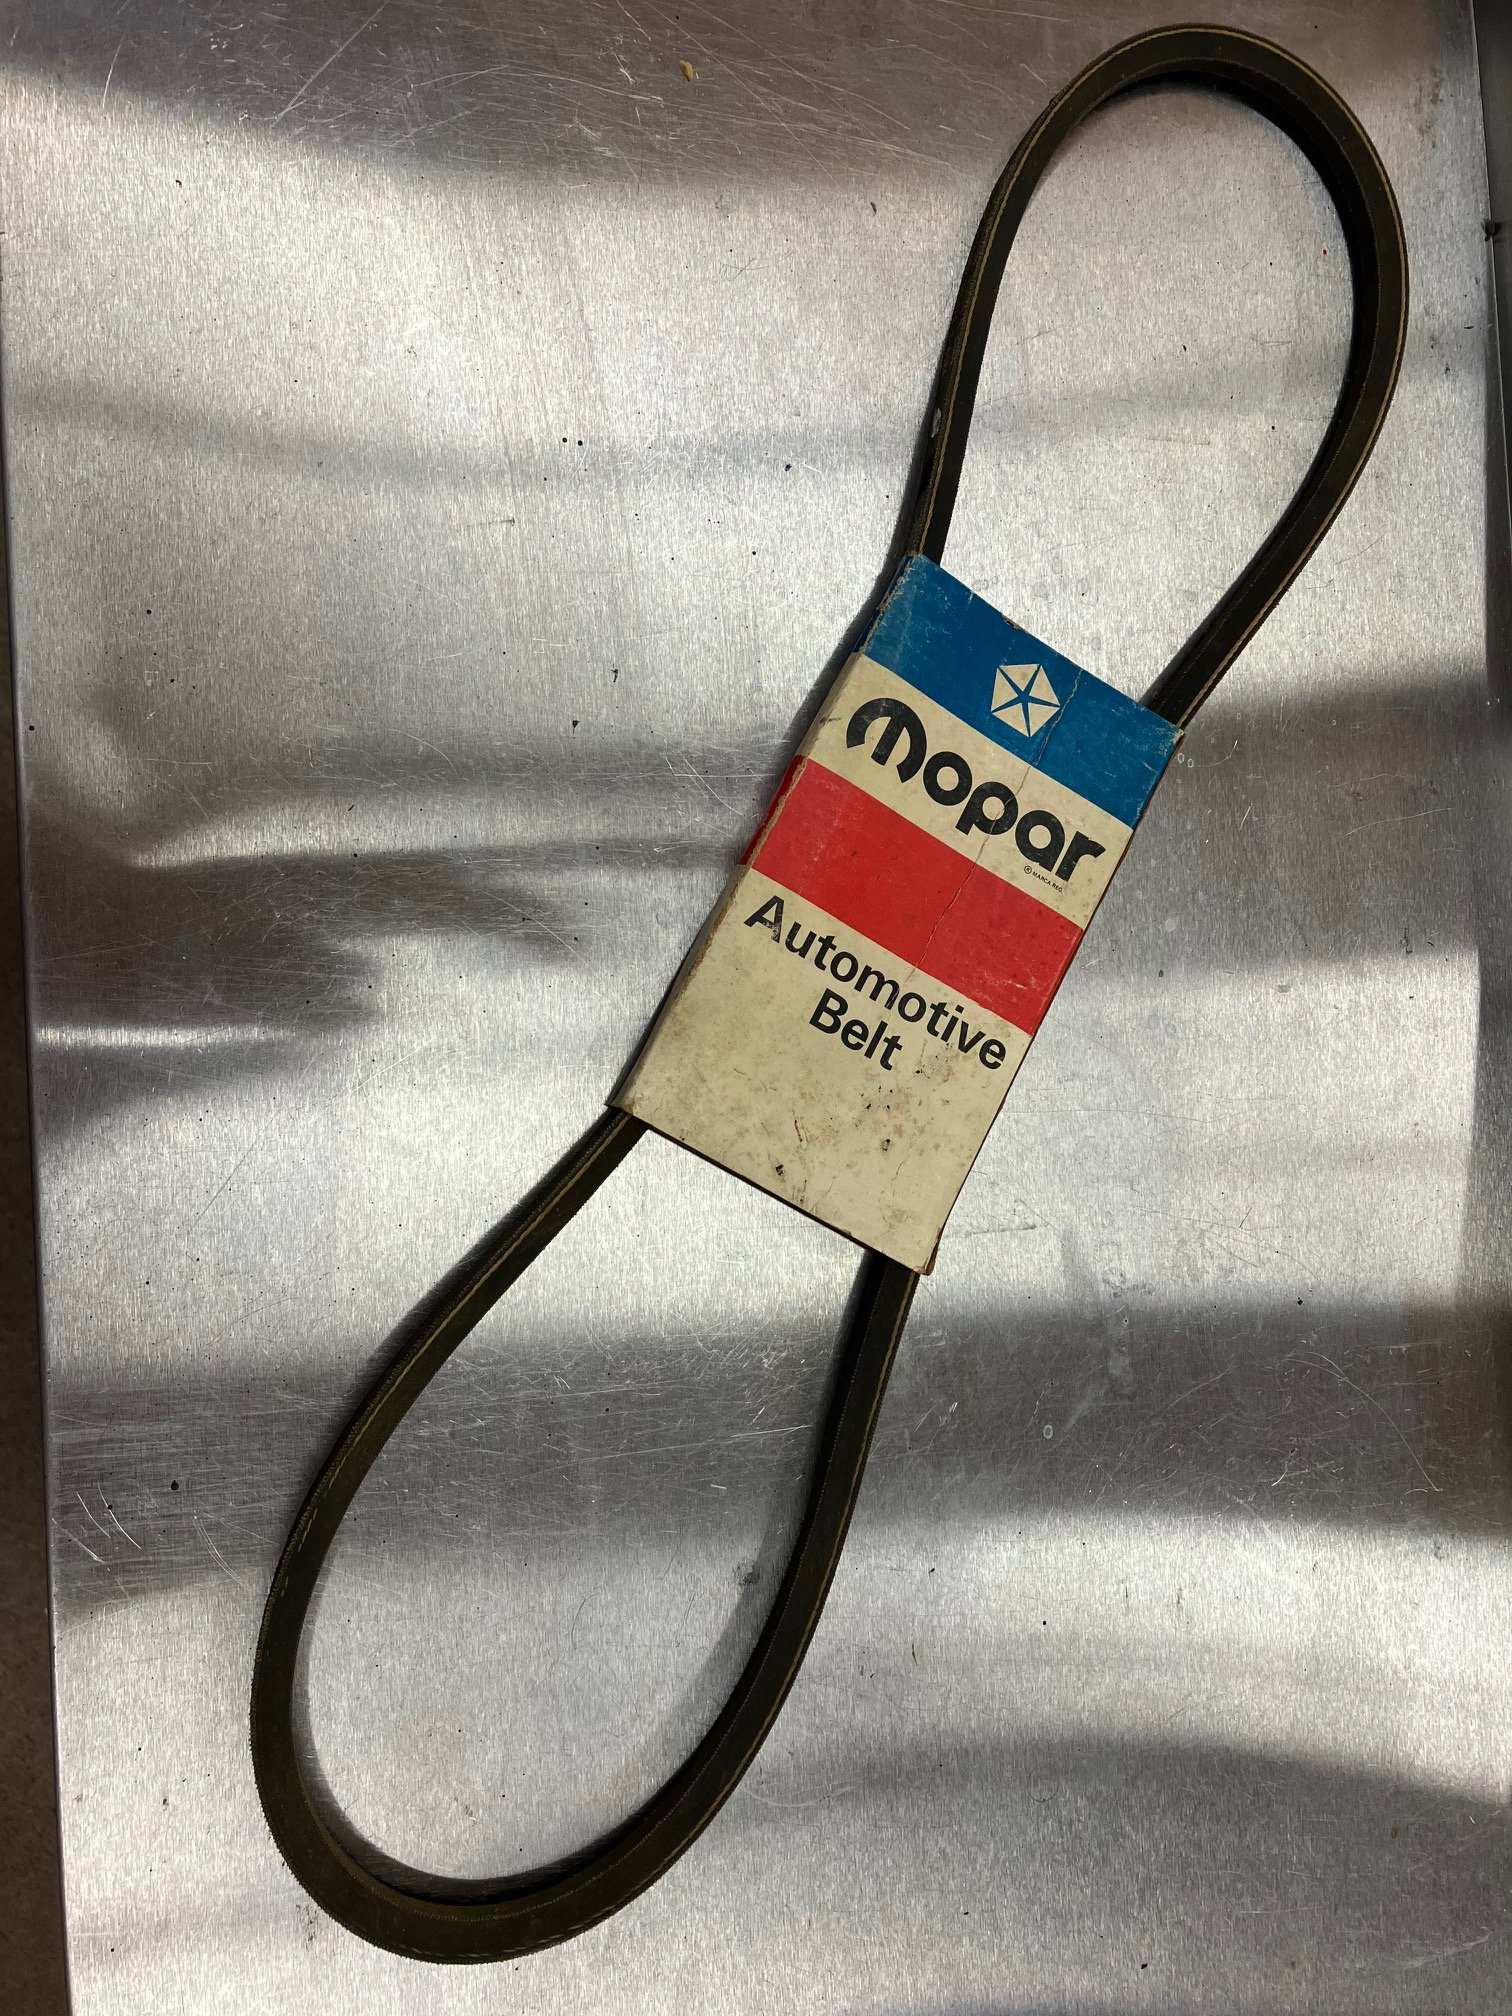 mopar
® MARCA REG.
Automotive
Belt